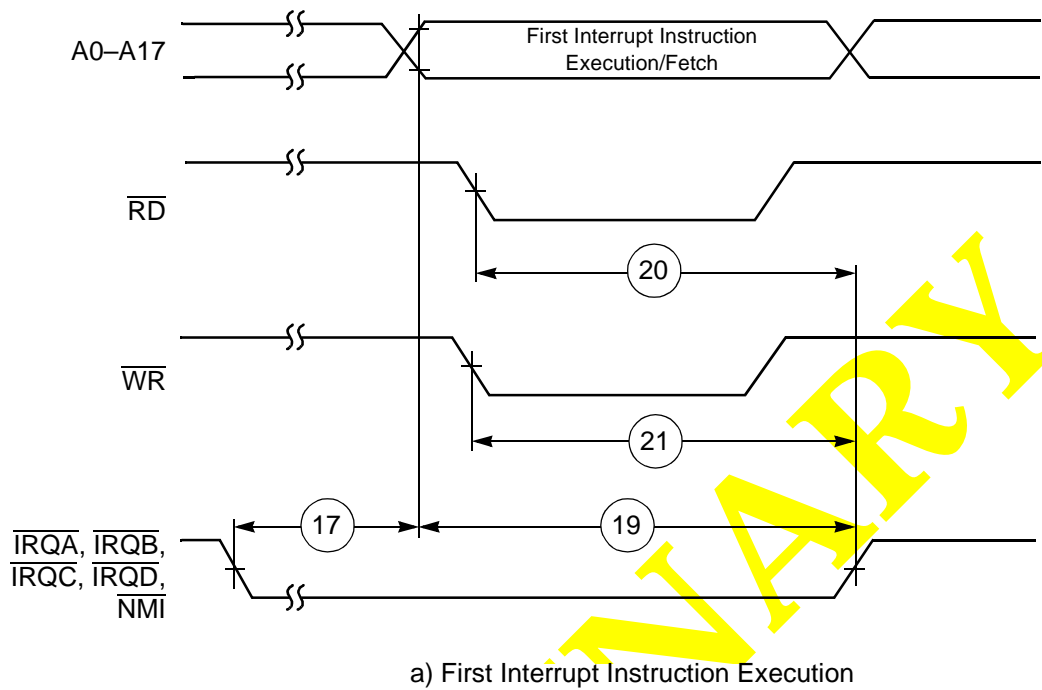 A0–A17
First Interrupt Instruction
Execution/Fetch
RD
20
WR
21
17
19
IRQA, IRQB,
IRQC, IRQD,
NMI
NARY
a) First Interrupt Instruction Execution